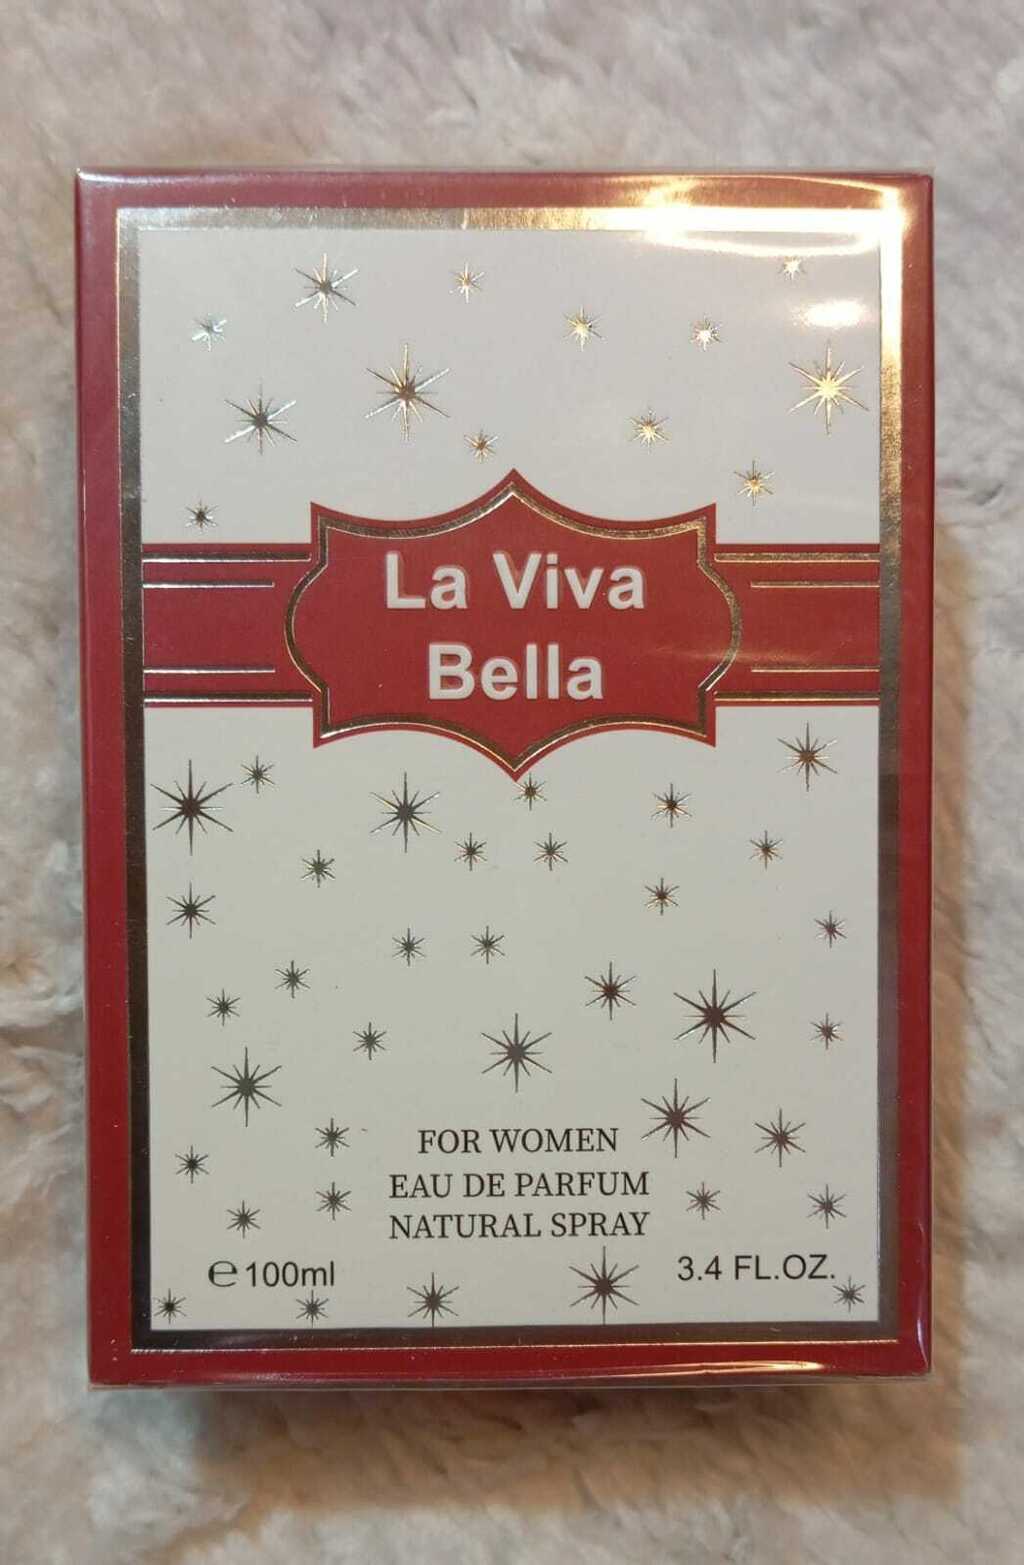 La Viva
Bella
FOR WOMEN
EAU DE PARFUM
NATURAL SPRAY
℮100ml
3.4 FL.OZ.